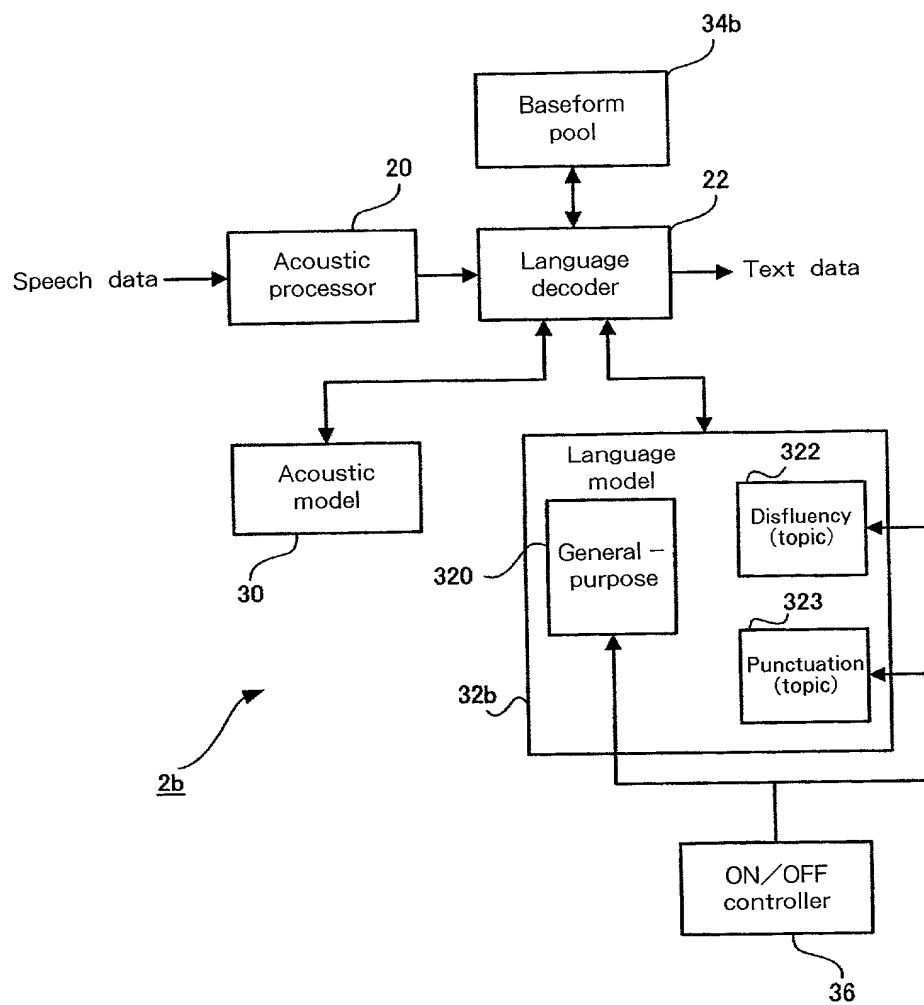 34b
Baseform
pool
20
22
Speech data
Acoustic
processor
Language
decoder
Text data
Acoustic
model
30
Language
model
322
Disfluency
(topic)
320
General-
purpose
323
Punctuation
(topic)
32b
2b
ON/OFF
controller
36